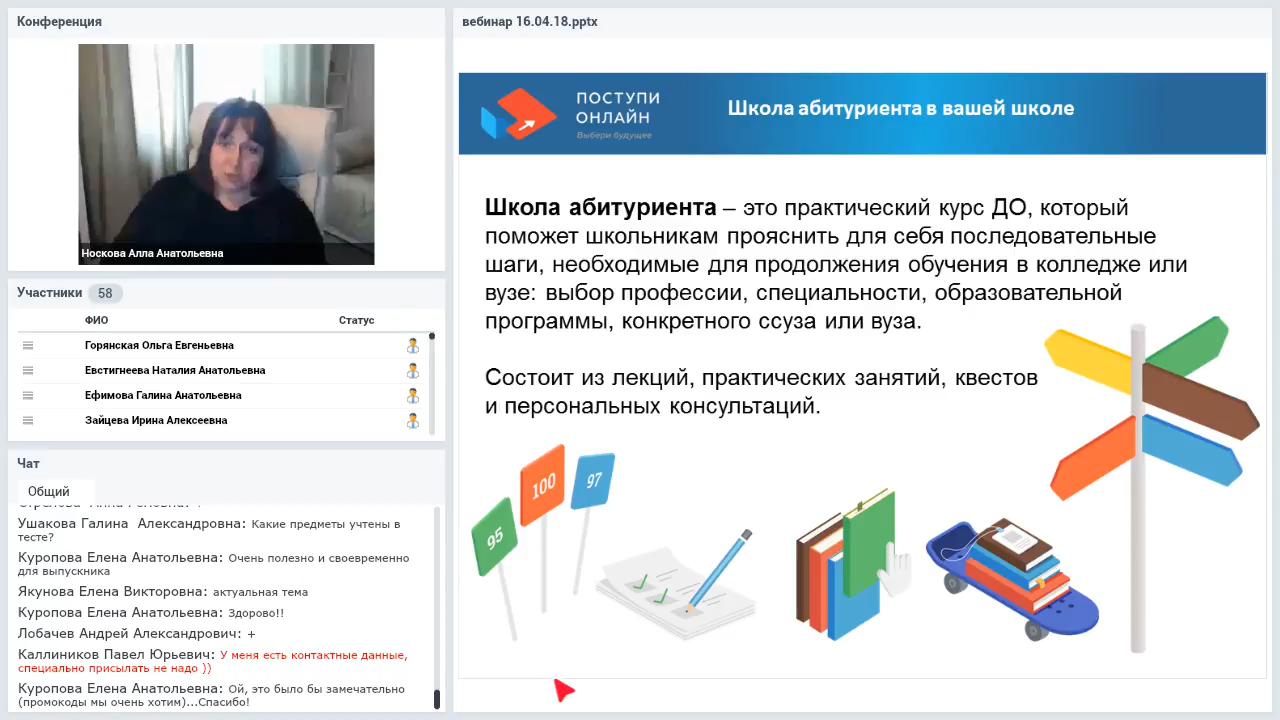 Конференция
Носкова Алла Анатольевна
Участники 58
ФИО Статус
Горянская Ольга Евгеньевна
Евстигнеева Наталия Анатольевна
Ефимова Галина Анатольевна
Зайцева Ирина Алексеевна
Чат
Общий
Ушакова Галина Александровна: Какие предметы учтены в
тесте?
Куропова Елена Анатольевна: Очень полезно и своевременно
для выпускника
Якунова Елена Викторовна: актуальная тема
Куропова Елена Анатольевна: Здорово!!
Лобачев Андрей Александрович: +
Каллиников Павел Юрьевич: У меня есть контактные данные,
специально присылать не надо ))
Куропова Елена Анатольевна: Ой, это было бы замечательно
(промокоды мы очень хотим)...Спасибо!
вебинар 16.04.18.pptx
ПОСТУПИ
ОНЛАЙН
Выбери будущее
Школа абитуриента в вашей школе
Школа абитуриента – это практический курс ДО, который
поможет школьникам прояснить для себя последовательные
шаги, необходимые для продолжения обучения в колледже или
вузе: выбор профессии, специальности, образовательной
программы, конкретного ссуза или вуза.
Состоит из лекций, практических занятий, квестов
и персональных консультаций.
95
100
97